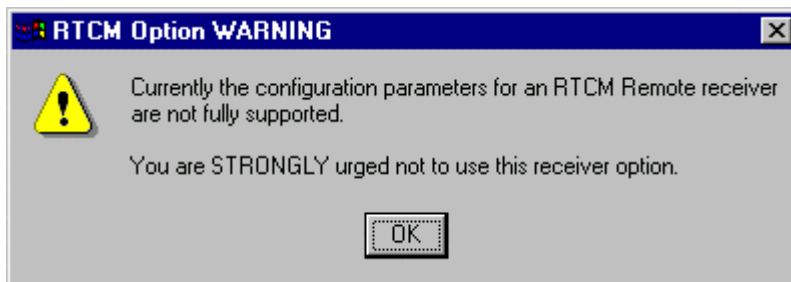 RTCM Option WARNING
Currently the configuration parameters for an RTCM Remote receiver
are not fully supported.
You are STRONGLY urged not to use this receiver option.
OK